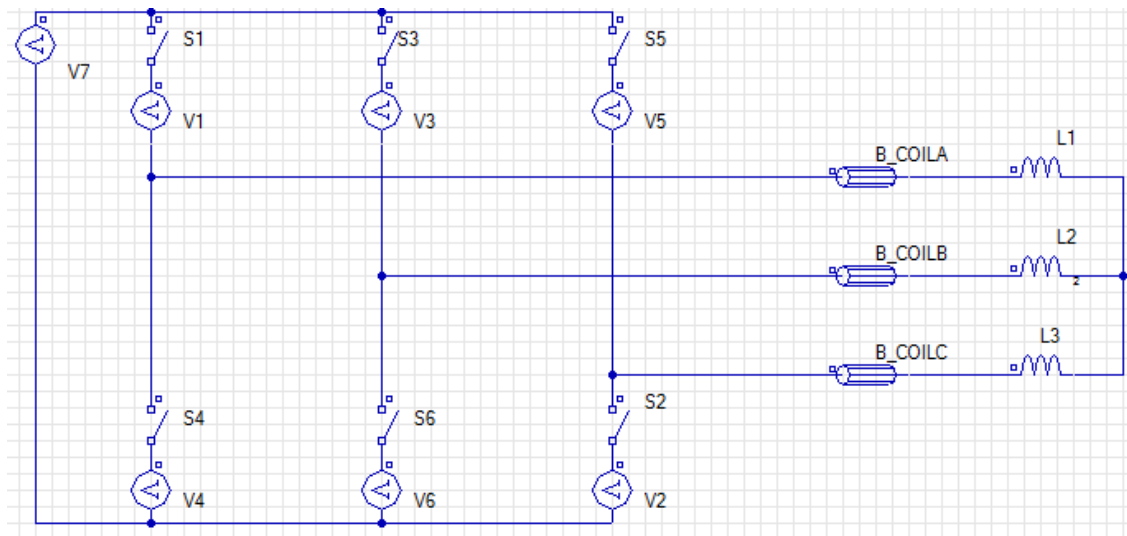 S1
S3
S5
V7
V1
V3
V5
B_COILA
L1
B_COILB
L2
2
B_COILC
L3
S4
S6
S2
V4
V6
V2